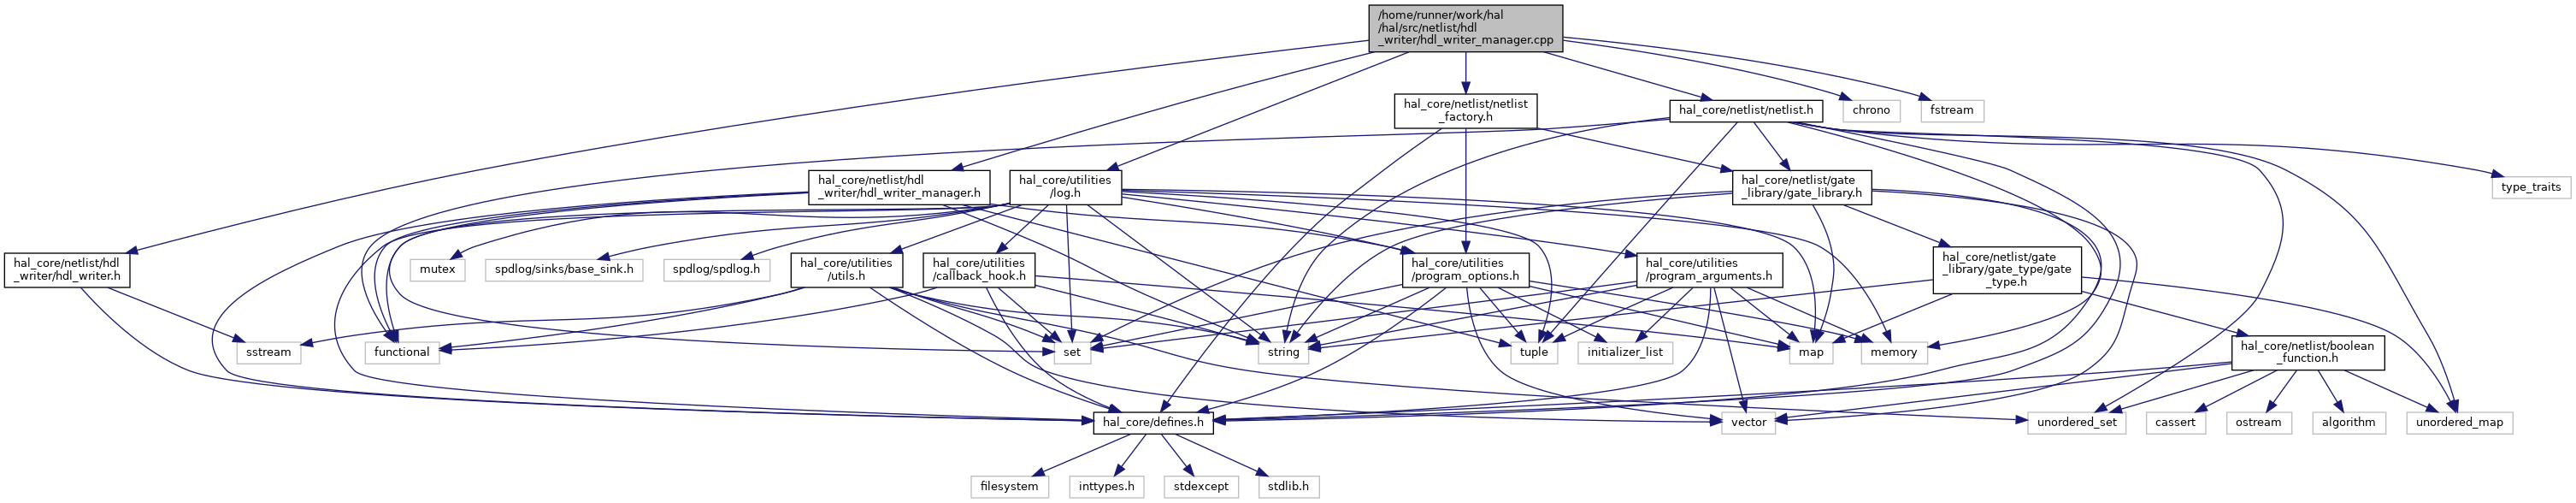 /home/runner/work/hal
/hal/src/netlist/hdl
_writer/hdl_writer_manager.cpp
hal_core/netlist/netlist
_factory.h
hal_core/netlist/netlist.h
chrono
fstream
hal_core/netlist/hdl
_writer/hdl_writer_manager.h
hal_core/utilities
/log.h
hal_core/netlist/gate
_library/gate_library.h
type_traits
hal_core/netlist/hdl
_writer/hdl_writer.h
mutex
spdlog/sinks/base_sink.h
spdlog/spdlog.h
hal_core/utilities
/utils.h
hal_core/utilities
/callback_hook.h
hal_core/utilities
/program_options.h
hal_core/utilities
/program_arguments.h
hal_core/netlist/gate
_library/gate_type/gate
_type.h
sstream
functional
set
string
tuple
initializer_list
map
memory
hal_core/netlist/boolean
_function.h
hal_core/defines.h
vector
unordered_set
cassert
ostream
algorithm
unordered_map
filesystem
inttypes.h
stdexcept
stdlib.h